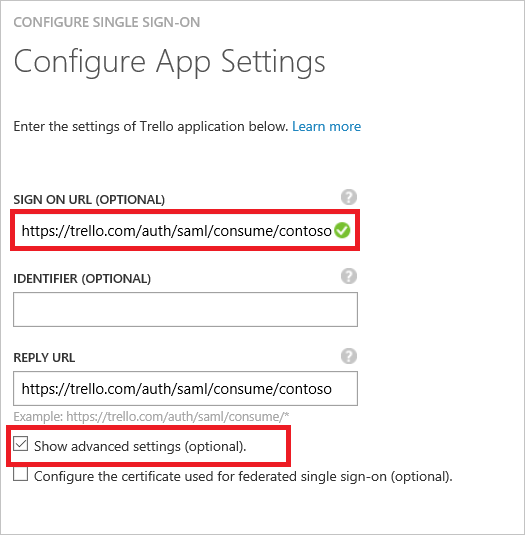 CONFIGURE SINGLE SIGN-ON
Configure App Settings
Enter the settings of Trello application below. Learn more
SIGN ON URL (OPTIONAL) ?
https://trello.com/auth/saml/consume/contoso
IDENTIFIER (OPTIONAL) ?
REPLY URL ?
https://trello.com/auth/saml/consume/contoso
Example: https://trello.com/auth/saml/consume/*
Show advanced settings (optional).
Configure the certificate used for federated single sign-on (optional).